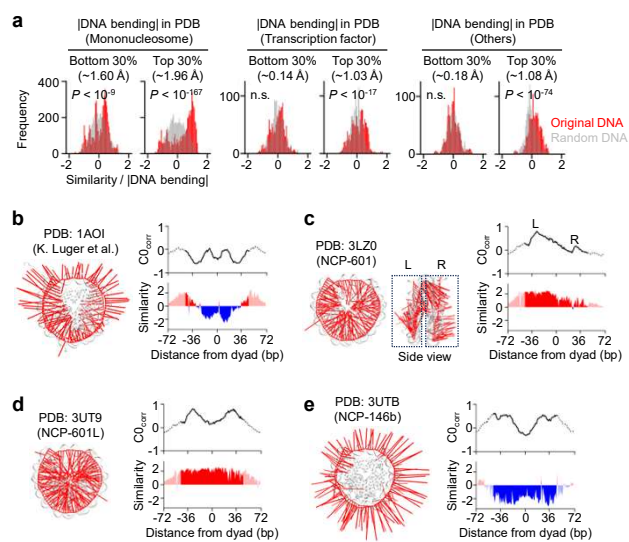 a
|DNA bending| in PDB
(Mononucleosome)
|DNA bending| in PDB
(Transcription factor)
|DNA bending| in PDB
(Others)
Bottom 30%
(~1.60 Å)
Top 30%
(~1.96 Å)
Bottom 30%
(~0.14 Å)
Top 30%
(~1.03 Å)
Bottom 30%
(~0.18 Å)
Top 30%
(~1.08 Å)
P < 10-9
P < 10-167
n.s.
P < 10-17
n.s.
P < 10-74
Frequency
400
200
0
100
0
100
0
Original DNA
Random DNA
-2 0 2
-2 0 2
-2 0 2
-2 0 2
-2 0 2
-2 0 2
Similarity / |DNA bending|
b
PDB: 1AOI
(K. Luger et al.)
C0corr
1
0
-1
Similarity
2
0
-2
-72 -36 0 36 72
Distance from dyad (bp)
c
PDB: 3LZ0
(NCP-601)
L R
Side view
C0corr
1
0
-1
L
R
Similarity
2
0
-2
-72 -36 0 36 72
Distance from dyad (bp)
d
PDB: 3UT9
(NCP-601L)
C0corr
1
0
-1
Similarity
2
0
-2
-72 -36 0 36 72
Distance from dyad (bp)
e
PDB: 3UTB
(NCP-146b)
C0corr
1
0
-1
Similarity
2
0
-2
-72 -36 0 36 72
Distance from dyad (bp)